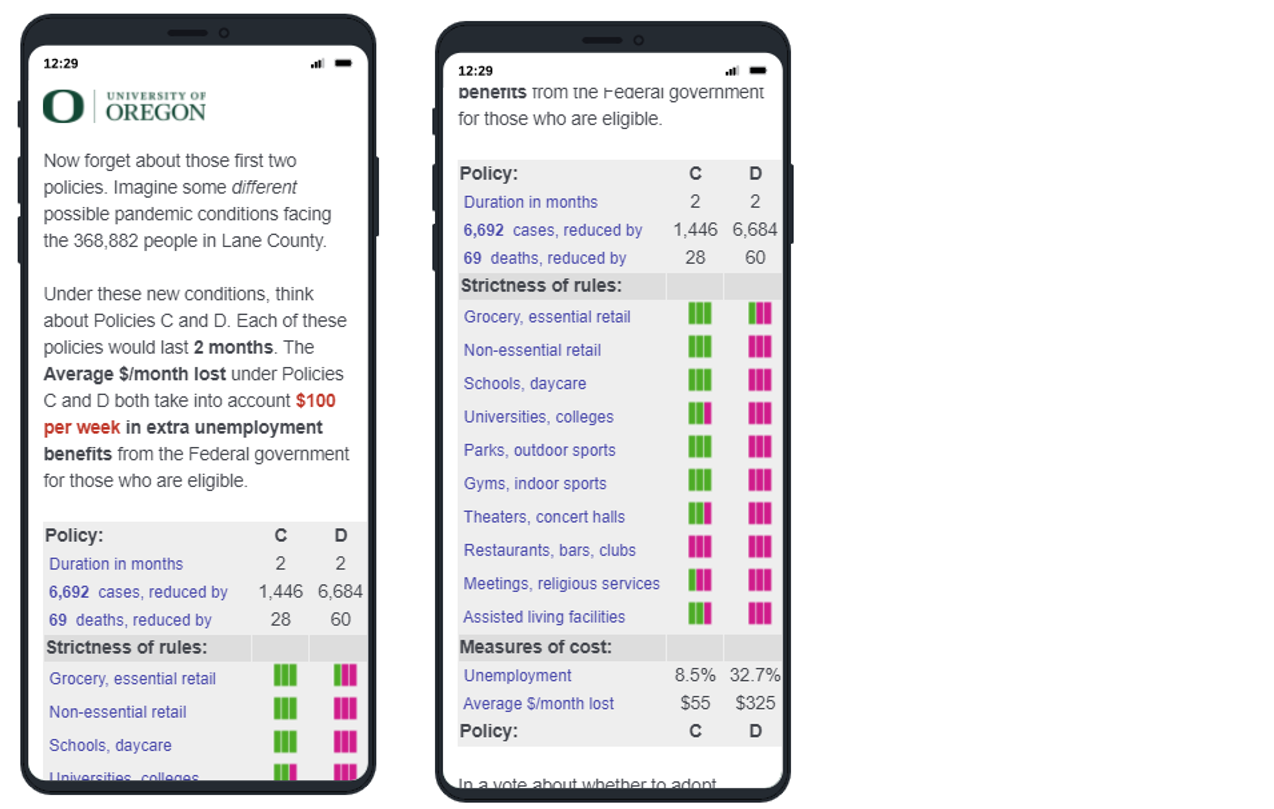 12:29
UNIVERSITY OF
OREGON
Now forget about those first two
policies. Imagine some different
possible pandemic conditions facing
the 368,882 people in Lane County.
Under these new conditions, think
about Policies C and D. Each of these
policies would last 2 months. The
Average $/month lost under Policies
C and D both take into account $100
per week in extra unemployment
benefits from the Federal government
for those who are eligible.
Policy: C D
Duration in months 2 2
6,692 cases, reduced by 1,446 6,684
69 deaths, reduced by 28 60
Strictness of rules:
Grocery, essential retail
Non-essential retail
Schools, daycare
Universities, colleges
12:29
benefits from the Federal government
for those who are eligible.
Policy: C D
Duration in months 2 2
6,692 cases, reduced by 1,446 6,684
69 deaths, reduced by 28 60
Strictness of rules:
Grocery, essential retail
Non-essential retail
Schools, daycare
Universities, colleges
Parks, outdoor sports
Gyms, indoor sports
Theaters, concert halls
Restaurants, bars, clubs
Meetings, religious services
Assisted living facilities
Measures of cost:
Unemployment 8.5% 32.7%
Average $/month lost $55 $325
Policy: C D
In a vote about whether to adopt